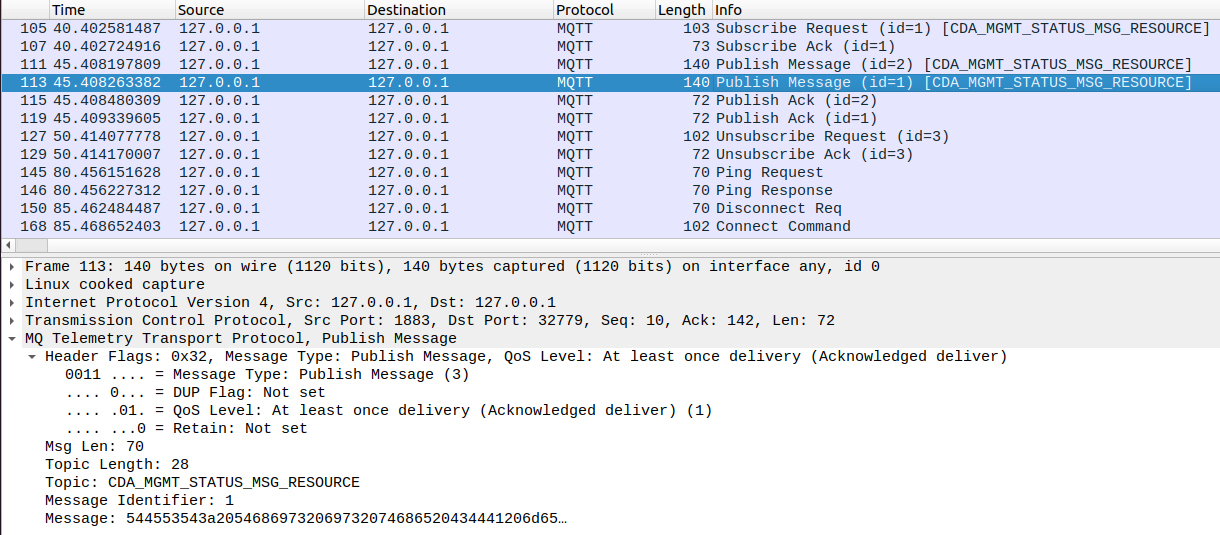 Time Source Destination Protocol Length Info
105 40.402581487 127.0.0.1 127.0.0.1 MQTT 103 Subscribe Request (id=1) [CDA_MGMT_STATUS_MSG_RESOURCE]
107 40.402724916 127.0.0.1 127.0.0.1 MQTT 73 Subscribe Ack (id=1)
111 45.408197809 127.0.0.1 127.0.0.1 MQTT 140 Publish Message (id=2) [CDA_MGMT_STATUS_MSG_RESOURCE]
113 45.408263382 127.0.0.1 127.0.0.1 MQTT 140 Publish Message (id=1) [CDA_MGMT_STATUS_MSG_RESOURCE]
115 45.408480309 127.0.0.1 127.0.0.1 MQTT 72 Publish Ack (id=2)
119 45.409339605 127.0.0.1 127.0.0.1 MQTT 72 Publish Ack (id=1)
127 50.414077778 127.0.0.1 127.0.0.1 MQTT 102 Unsubscribe Request (id=3)
129 50.414170007 127.0.0.1 127.0.0.1 MQTT 72 Unsubscribe Ack (id=3)
145 80.456151628 127.0.0.1 127.0.0.1 MQTT 70 Ping Request
146 80.456227312 127.0.0.1 127.0.0.1 MQTT 70 Ping Response
150 85.462484487 127.0.0.1 127.0.0.1 MQTT 70 Disconnect Req
168 85.468652403 127.0.0.1 127.0.0.1 MQTT 102 Connect Command
Frame 113: 140 bytes on wire (1120 bits), 140 bytes captured (1120 bits) on interface any, id 0
Linux cooked capture
Internet Protocol Version 4, Src: 127.0.0.1, Dst: 127.0.0.1
Transmission Control Protocol, Src Port: 1883, Dst Port: 32779, Seq: 10, Ack: 142, Len: 72
MQ Telemetry Transport Protocol, Publish Message
Header Flags: 0x32, Message Type: Publish Message, QoS Level: At least once delivery (Acknowledged deliver)
0011 .... = Message Type: Publish Message (3)
.... 0... = DUP Flag: Not set
.... .01. = QoS Level: At least once delivery (Acknowledged deliver) (1)
.... ...0 = Retain: Not set
Msg Len: 70
Topic Length: 28
Topic: CDA_MGMT_STATUS_MSG_RESOURCE
Message Identifier: 1
Message: 544553543a20546869732069732074686520434441206d65…